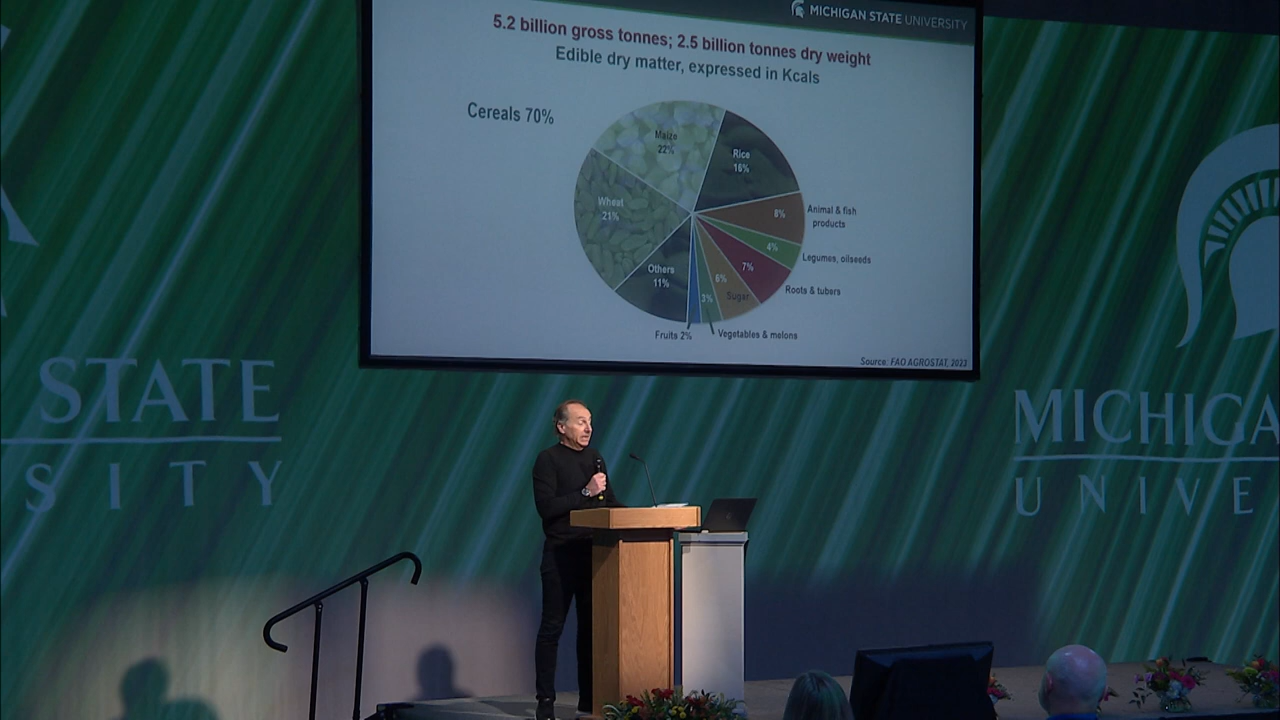 MICHIGAN STATE UNIVERSITY
5.2 billion gross tonnes; 2.5 billion tonnes dry weight
Edible dry matter, expressed in Kcals
Cereals 70%
Maize
22%
Rice
16%
Wheat
21%
Others
11%
8%
Animal & fish
products
4%
Legumes, oilseeds
7%
Roots & tubers
6%
Sugar
3%
Vegetables & melons
Fruits 2%
Source: FAO AGROSTAT, 2023
STATE
SITY
MICHIGA
UNIVE